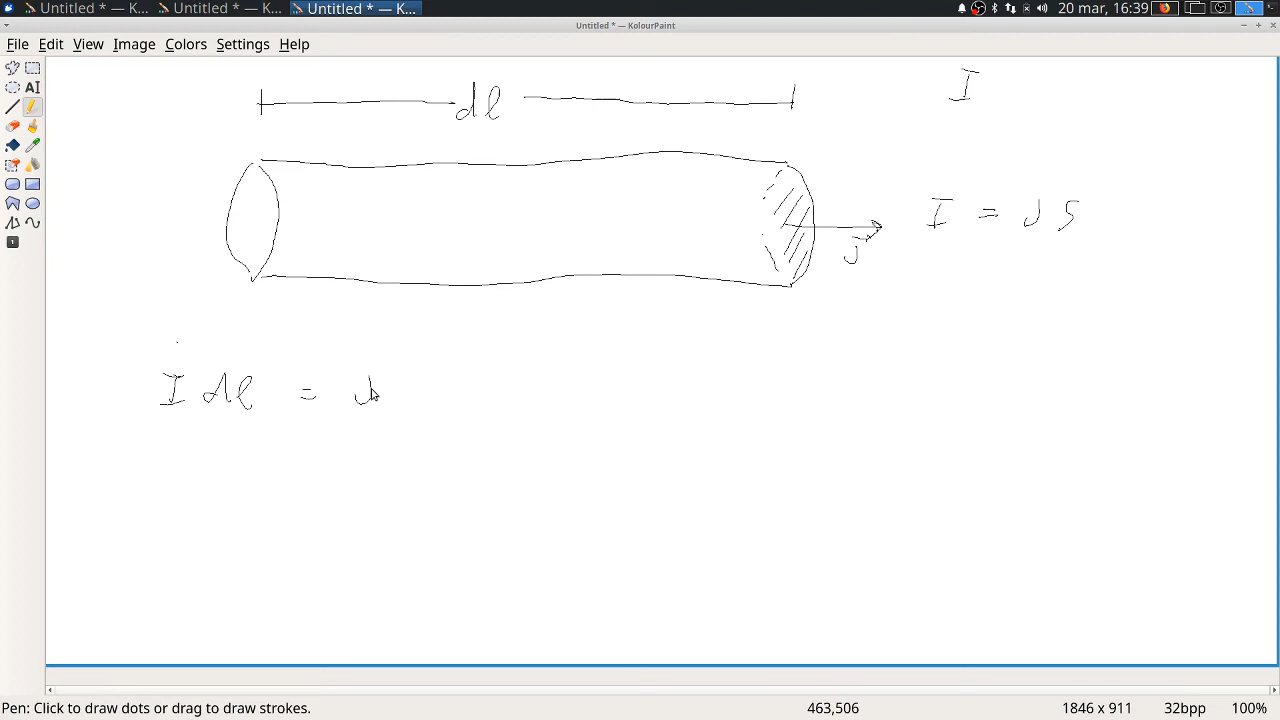 Untitled * — K... Untitled * — K... Untitled * — K... 20 mar, 16:39
Untitled * — KolourPaint
File Edit View Image Colors Settings Help
dl I
I = J S
J
I dl = J
Pen: Click to draw dots or drag to draw strokes. 463,506 1846 x 911 32bpp 100%